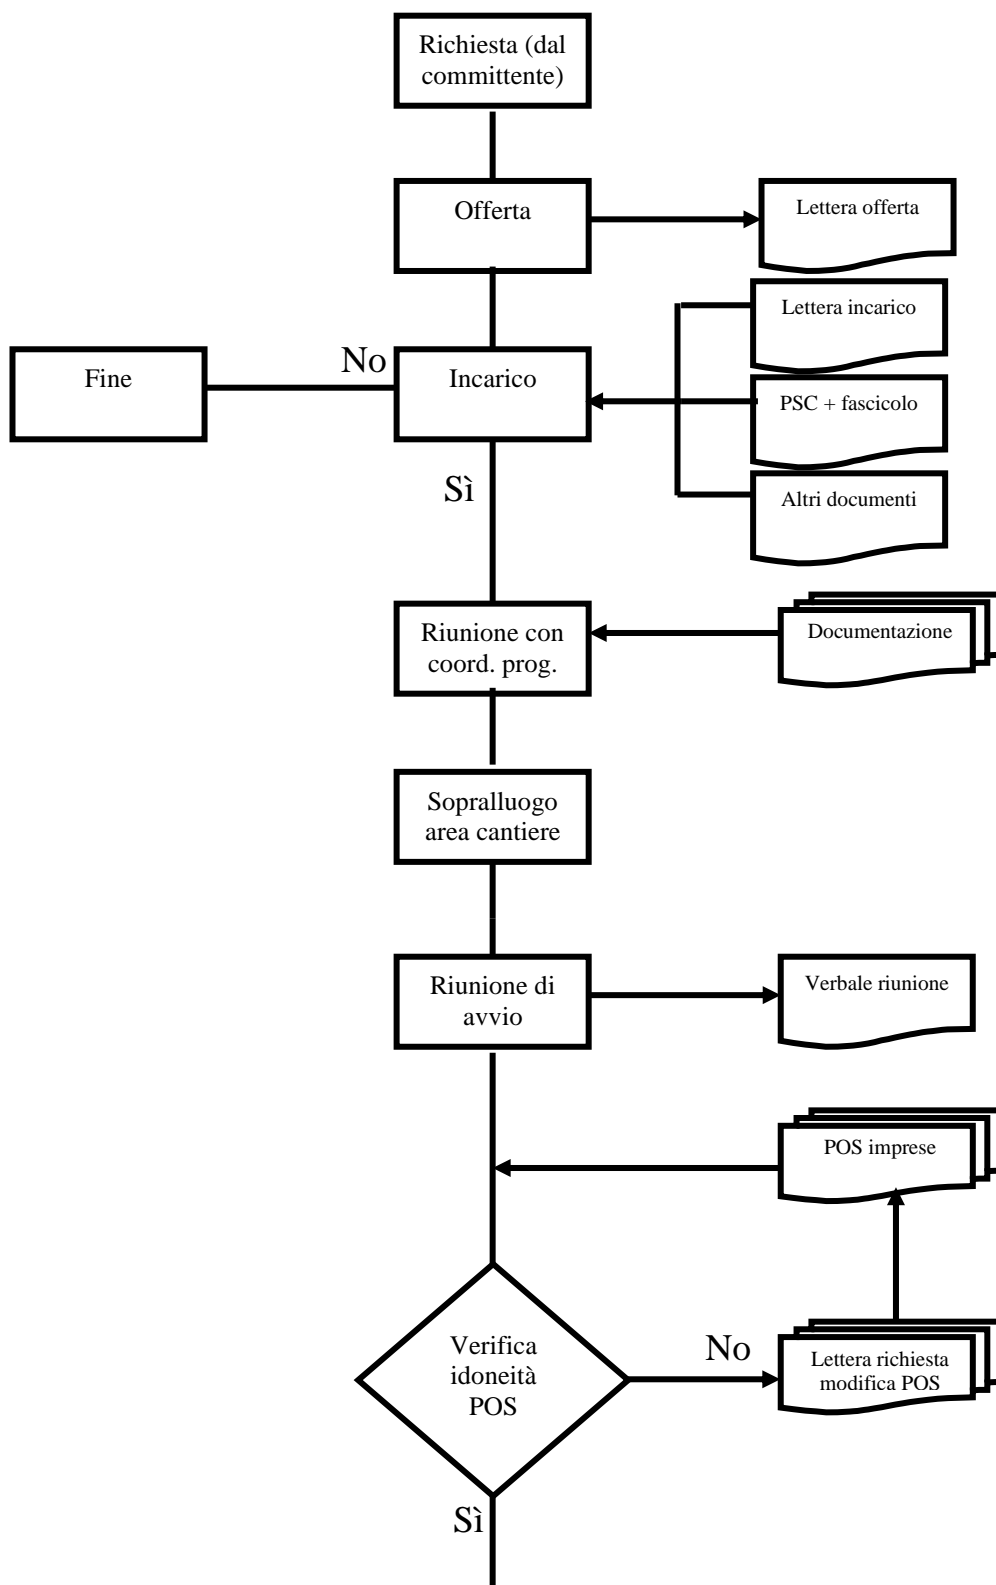 Richiesta (dal
committente)
Offerta
Lettera offerta
Lettera incarico
Fine
No
Incarico
PSC + fascicolo
Sì
Altri documenti
Riunione con
coord. prog.
Documentazione
Sopralluogo
area cantiere
Riunione di
avvio
Verbale riunione
POS imprese
Verifica
idoneità
POS
No
Lettera richiesta
modifica POS
Sì